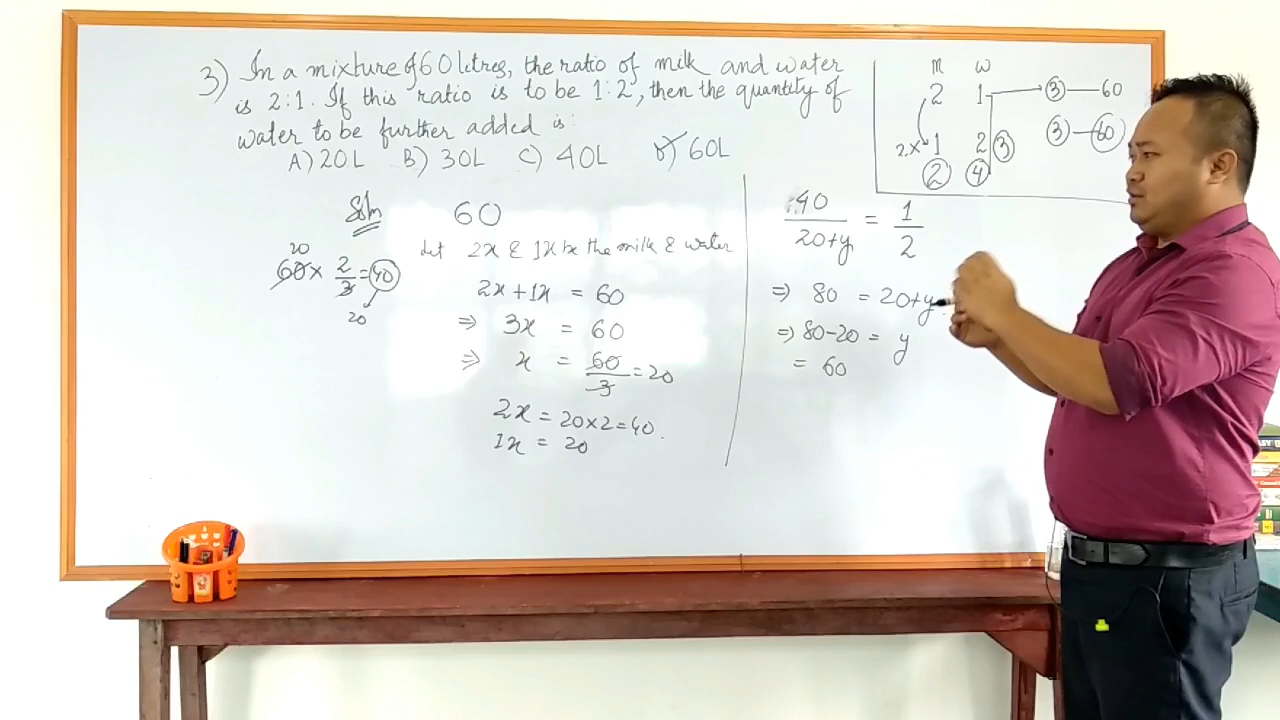 3) In a mixture of 60 litres, the ratio of milk and water
is 2:1. If this ratio is to be 1:2, then the quantity of
water to be further added is:
A) 20L B) 30L C) 40L D) 60L
Soln
60
20
60 × 2/3 = 40
20
Let 2x & 1x be the milk & water
2x + 1x = 60
⇒ 3x = 60
⇒ x = 60/3 = 20
2x = 20×2 = 40.
1x = 20
40/20+y = 1/2
⇒ 80 = 20+y
⇒ 80-20 = y
= 60
M W
2 1 3 — 60
2× 1 2 3 3 — 60
2 4